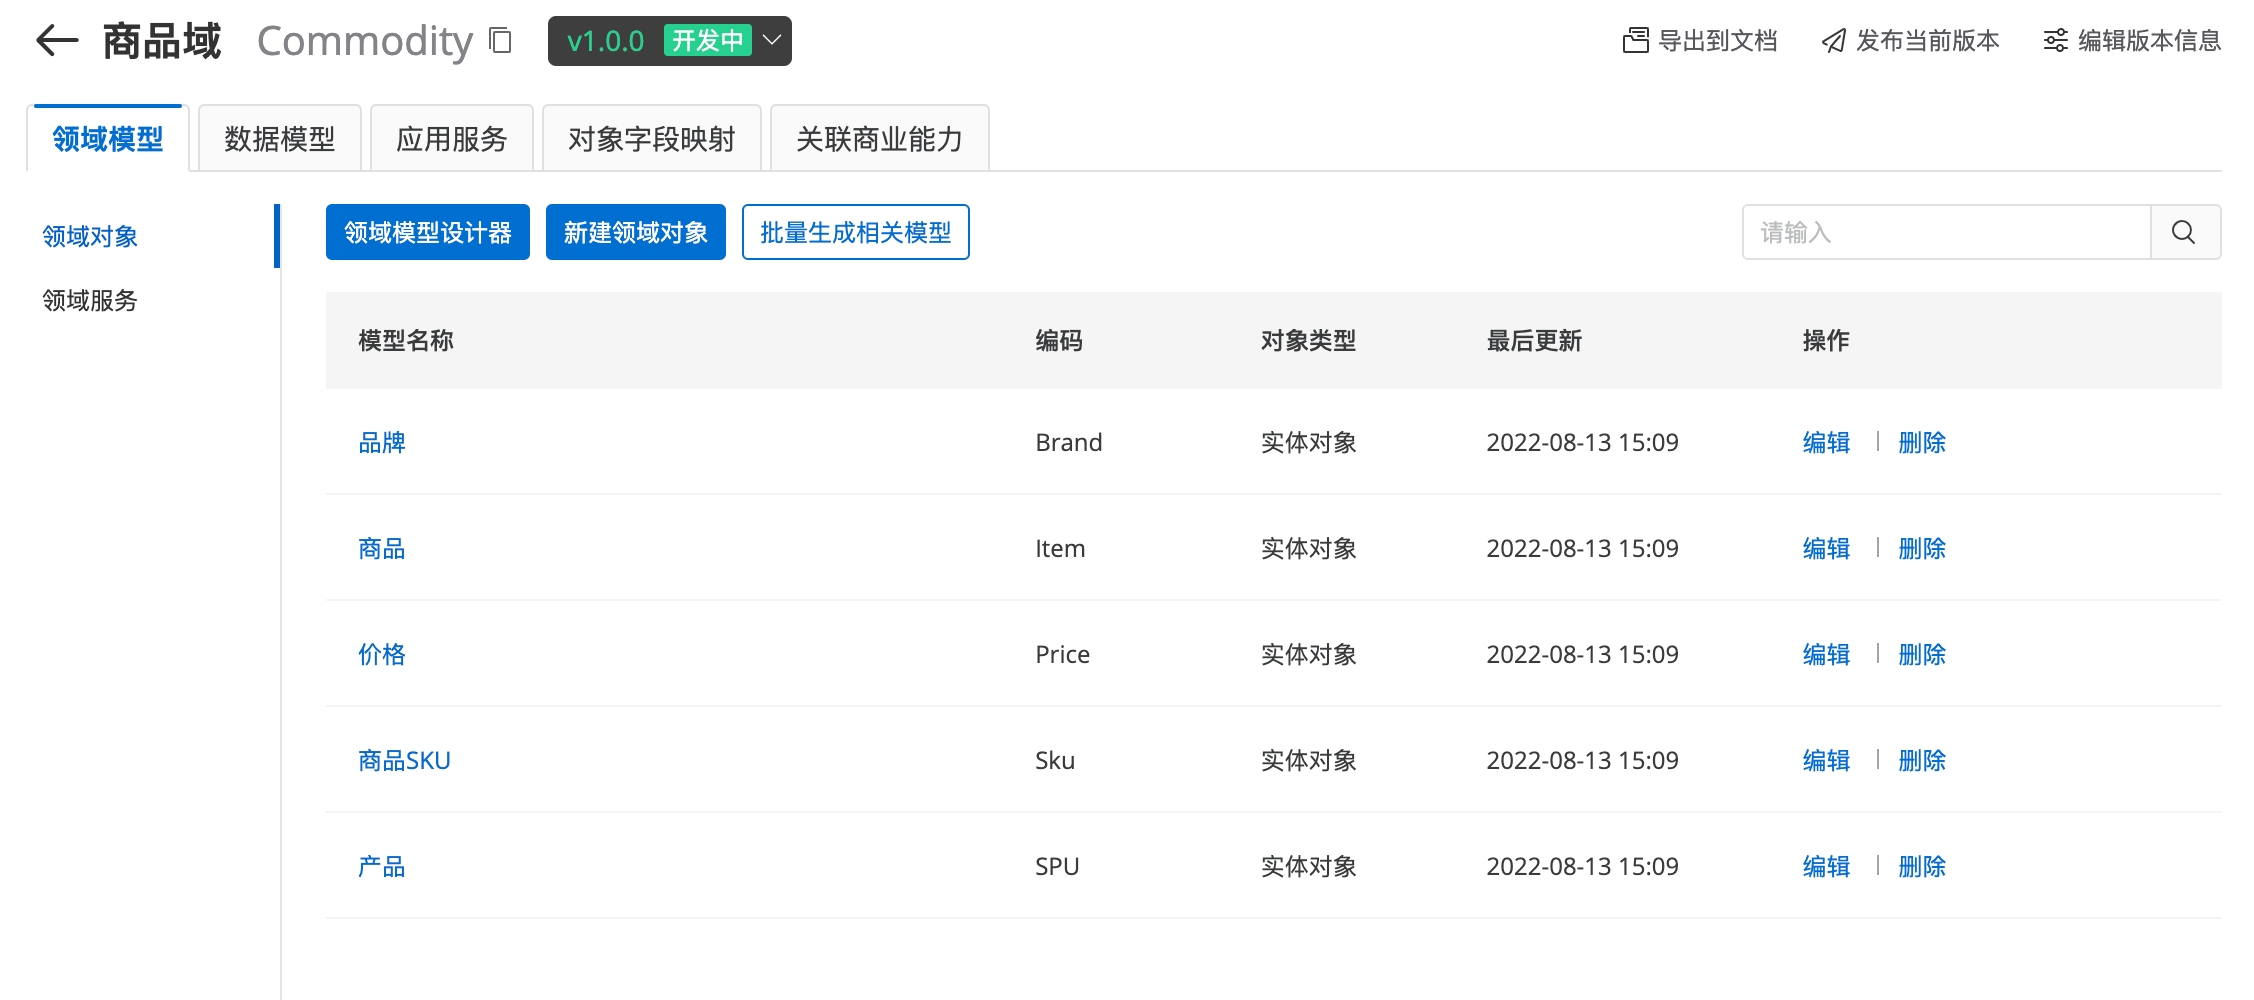 商品域 Commodity v1.0.0 开发中 导出到文档 发布当前版本 编辑版本信息
领域模型 数据模型 应用服务 对象字段映射 关联商业能力
领域对象
领域服务
领域模型设计器 新建领域对象 批量生成相关模型 请输入
模型名称 编码 对象类型 最后更新 操作
品牌 Brand 实体对象 2022-08-13 15:09 编辑 删除
商品 Item 实体对象 2022-08-13 15:09 编辑 删除
价格 Price 实体对象 2022-08-13 15:09 编辑 删除
商品SKU Sku 实体对象 2022-08-13 15:09 编辑 删除
产品 SPU 实体对象 2022-08-13 15:09 编辑 删除